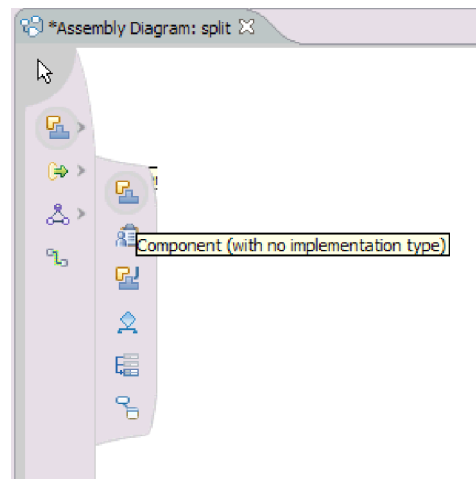 *Assembly Diagram: split
Component (with no implementation type)